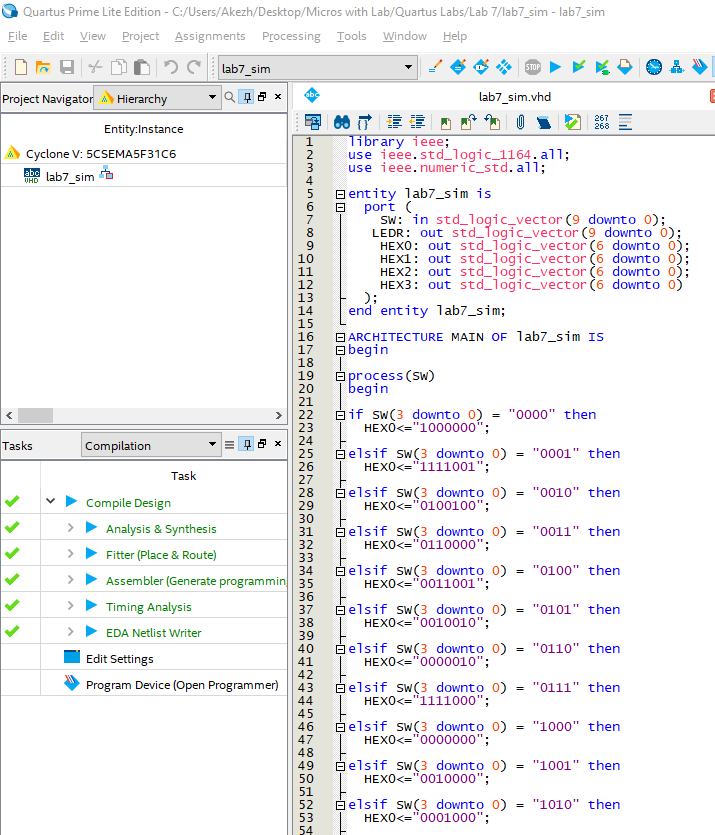 Quartus Prime Lite Edition - C:/Users/Akezh/Desktop/Micros with Lab/Quartus Labs/Lab 7/lab7_sim - lab7_sim
File Edit View Project Assignments Processing Tools Window Help
lab7_sim
STOP
Project Navigator Hierarchy
Entity:Instance
Cyclone V: 5CSEMA5F31C6
abc VHD lab7_sim
Tasks Compilation
Task
Compile Design
Analysis & Synthesis
Fitter (Place & Route)
Assembler (Generate programmin
Timing Analysis
EDA Netlist Writer
Edit Settings
Program Device (Open Programmer)
abc lab7_sim.vhd
267
268
1 library ieee;
2 use ieee.std_logic_1164.all;
3 use ieee.numeric_std.all;
4
5 entity lab7_sim is
6 port (
7 SW: in std_logic_vector(9 downto 0);
8 LEDR: out std_logic_vector(9 downto 0);
9 HEX0: out std_logic_vector(6 downto 0);
10 HEX1: out std_logic_vector(6 downto 0);
11 HEX2: out std_logic_vector(6 downto 0);
12 HEX3: out std_logic_vector(6 downto 0)
13 );
14 end entity lab7_sim;
15
16 ARCHITECTURE MAIN OF lab7_sim IS
17 begin
18
19 process(SW)
20 begin
21
22 if SW(3 downto 0) = "0000" then
23 HEX0<="1000000";
24
25 elsif SW(3 downto 0) = "0001" then
26 HEX0<="1111001";
27
28 elsif SW(3 downto 0) = "0010" then
29 HEX0<="0100100";
30
31 elsif SW(3 downto 0) = "0011" then
32 HEX0<="0110000";
33
34 elsif SW(3 downto 0) = "0100" then
35 HEX0<="0011001";
36
37 elsif SW(3 downto 0) = "0101" then
38 HEX0<="0010010";
39
40 elsif SW(3 downto 0) = "0110" then
41 HEX0<="0000010";
42
43 elsif SW(3 downto 0) = "0111" then
44 HEX0<="1111000";
45
46 elsif SW(3 downto 0) = "1000" then
47 HEX0<="0000000";
48
49 elsif SW(3 downto 0) = "1001" then
50 HEX0<="0010000";
51
52 elsif SW(3 downto 0) = "1010" then
53 HEX0<="0001000";
54